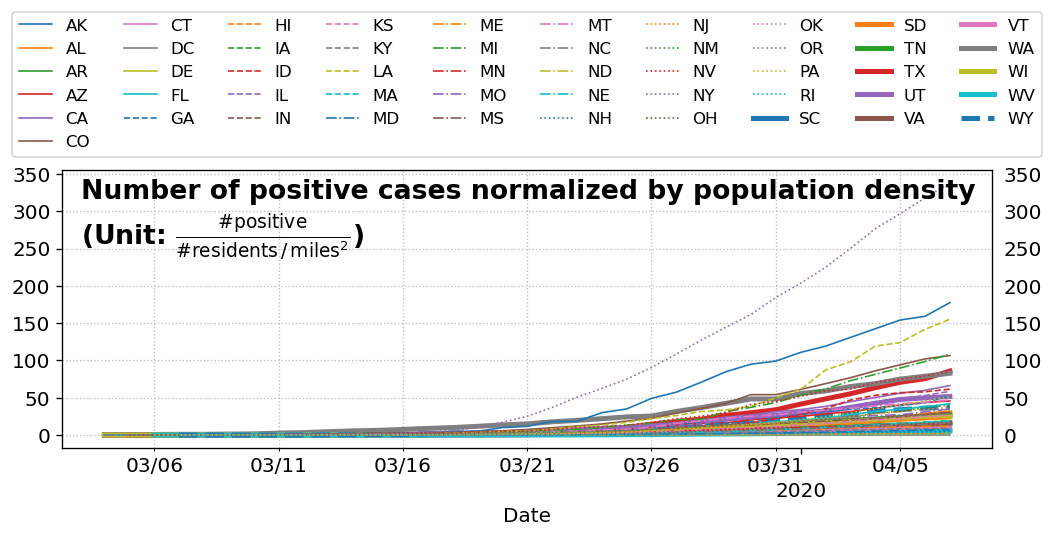 AK CT HI KS ME MT NJ OK SD VT
AL DC IA KY MI NC NM OR TN WA
AR DE ID LA MN ND NV PA TX WI
AZ FL IL MA MO NE NY RI UT WV
CA GA IN MD MS NH OH SC VA WY
CO
Number of positive cases normalized by population density
(Unit: #positive / #residents / miles²)
350 350
300 300
250 250
200 200
150 150
100 100
50 50
0 0
03/06 03/11 03/16 03/21 03/26 03/31 04/05
2020
Date